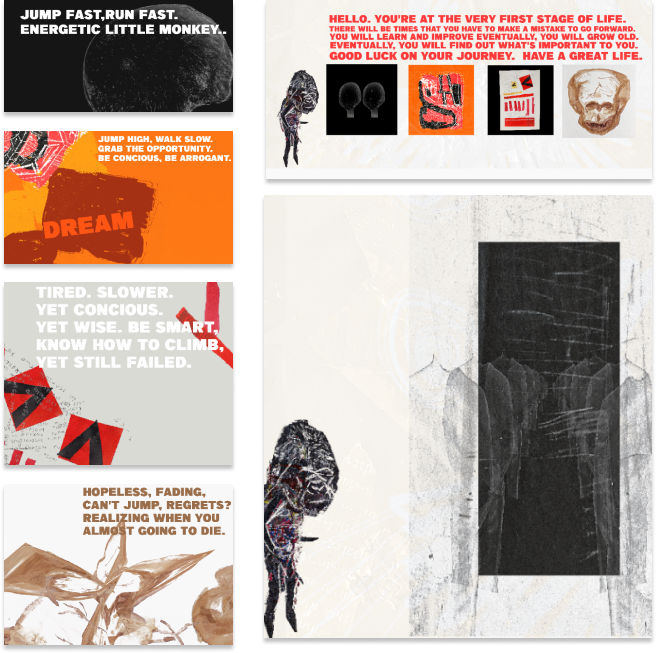 JUMP FAST,RUN FAST.
ENERGETIC LITTLE MONKEY..
HELLO. YOU'RE AT THE VERY FIRST STAGE OF LIFE.
THERE WILL BE TIMES THAT YOU HAVE TO MAKE A MISTAKE TO GO FORWARD.
YOU WILL LEARN AND IMPROVE EVENTUALLY, YOU WILL GROW OLD.
EVENTUALLY, YOU WILL FIND OUT WHAT'S IMPORTANT TO YOU.
GOOD LUCK ON YOUR JOURNEY. HAVE A GREAT LIFE.
JUMP HIGH, WALK SLOW.
GRAB THE OPPORTUNITY.
BE CONCIOUS, BE ARROGANT.
DREAM
TIRED. SLOWER.
YET CONCIOUS.
YET WISE. BE SMART,
KNOW HOW TO CLIMB,
YET STILL FAILED.
HOPELESS, FADING,
CAN'T JUMP, REGRETS?
REALIZING WHEN YOU
ALMOST GOING TO DIE.